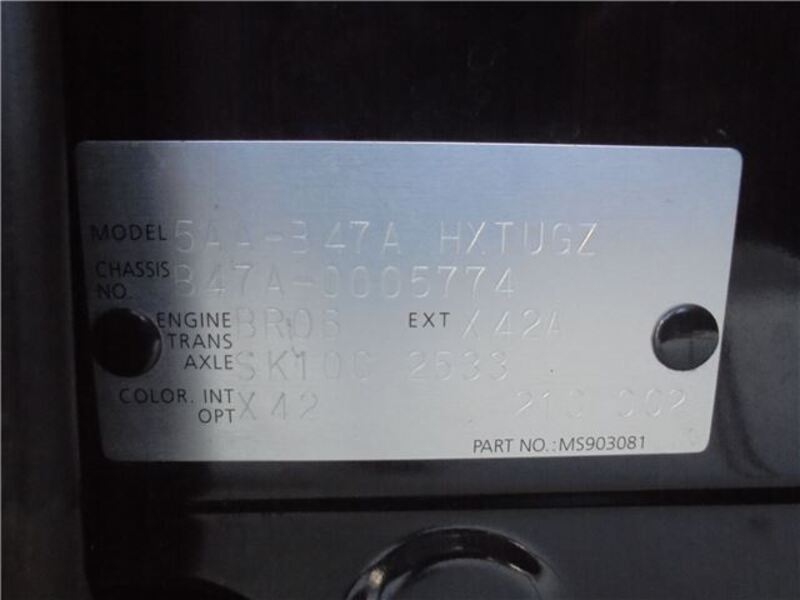 MODEL 5AA-B47A HXTUGZ
CHASSIS NO. B47A-0005774
ENGINE BR06 EXT X42A
TRANS AXLE SK10C 2533
COLOR. INT OPT X42 210 002
PART NO.:MS903081